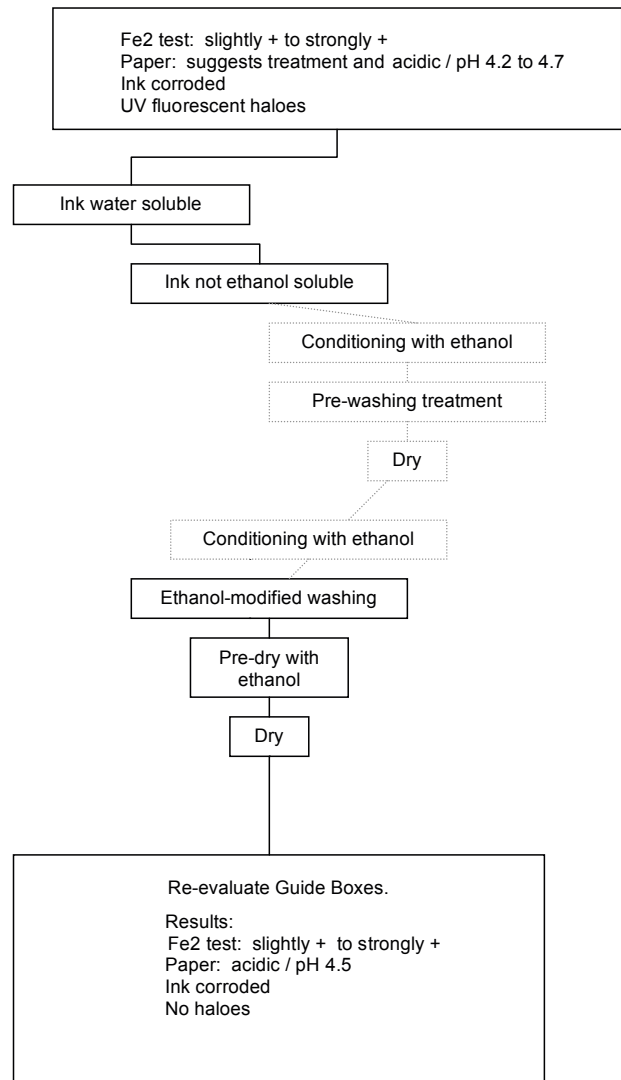 Fe2 test: slightly + to strongly +
Paper: suggests treatment and acidic / pH 4.2 to 4.7
Ink corroded
UV fluorescent haloes
Ink water soluble
Ink not ethanol soluble
Conditioning with ethanol
Pre-washing treatment
Dry
Conditioning with ethanol
Ethanol-modified washing
Pre-dry with
ethanol
Dry
Re-evaluate Guide Boxes.
Results:
Fe2 test: slightly + to strongly +
Paper: acidic / pH 4.5
Ink corroded
No haloes